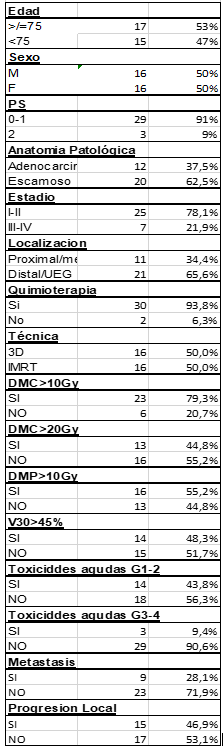 Edad
>/=75 17 53%
<75 15 47%
Sexo
M 16 50%
F 16 50%
PS
0-1 29 91%
2 3 9%
Anatomia Patológica
Adenocarcir 12 37,5%
Escamoso 20 62,5%
Estadio
I-II 25 78,1%
III-IV 7 21,9%
Localizacion
Proximal/me 11 34,4%
Distal/UEG 21 65,6%
Quimioterapia
Si 30 93,8%
No 2 6,3%
Técnica
3D 16 50,0%
IMRT 16 50,0%
DMC>10Gy
SI 23 79,3%
NO 6 20,7%
DMC>20Gy
SI 13 44,8%
NO 16 55,2%
DMP>10Gy
SI 16 55,2%
NO 13 44,8%
V30>45%
SI 14 48,3%
NO 15 51,7%
Toxiciddes agudas G1-2
SI 14 43,8%
NO 18 56,3%
Toxiciddes agudas G3-4
SI 3 9,4%
NO 29 90,6%
Metastasis
SI 9 28,1%
NO 23 71,9%
Progresion Local
SI 15 46,9%
NO 17 53,1%